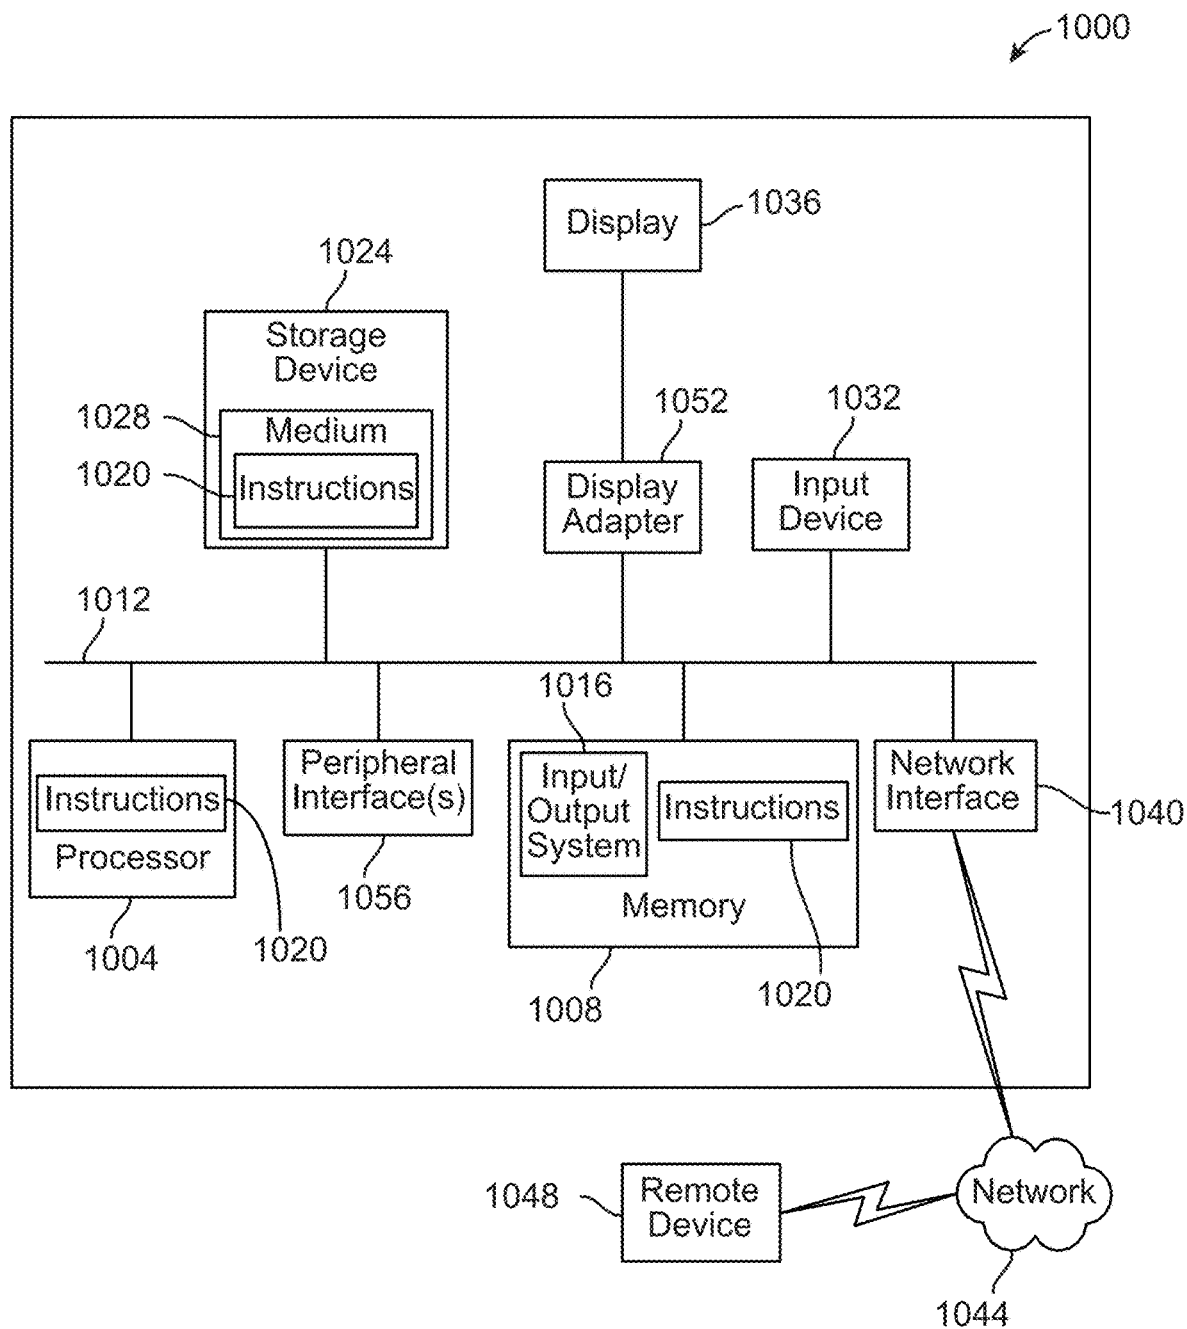 1000
Display
1036
1024
Storage
Device
1028
Medium
1020
Instructions
1052
Display
Adapter
1032
Input
Device
1012
1016
Instructions
Processor
1004
1020
Peripheral
Interface(s)
1056
Input/
Output
System
Instructions
Memory
1008
1020
Network
Interface
1040
1048
Remote
Device
Network
1044